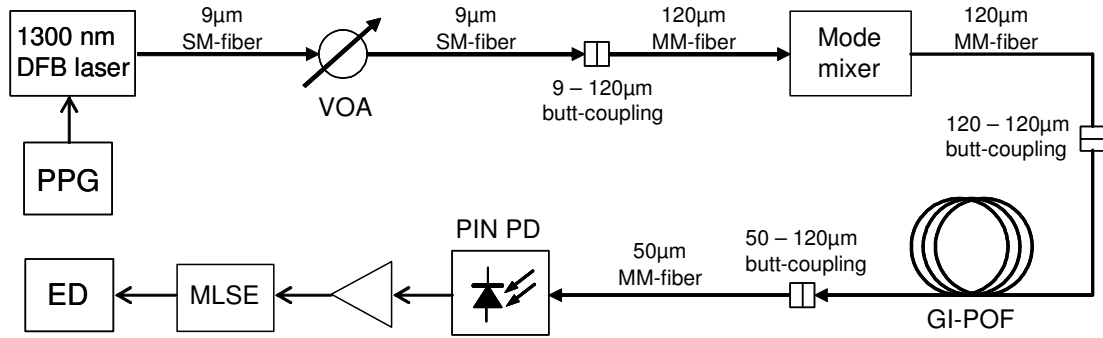 1300 nm
DFB laser
9μm
SM-fiber
VOA
9μm
SM-fiber
9 – 120μm
butt-coupling
120μm
MM-fiber
Mode
mixer
120μm
MM-fiber
120 – 120μm
butt-coupling
PPG
GI-POF
50 – 120μm
butt-coupling
50μm
MM-fiber
PIN PD
MLSE
ED